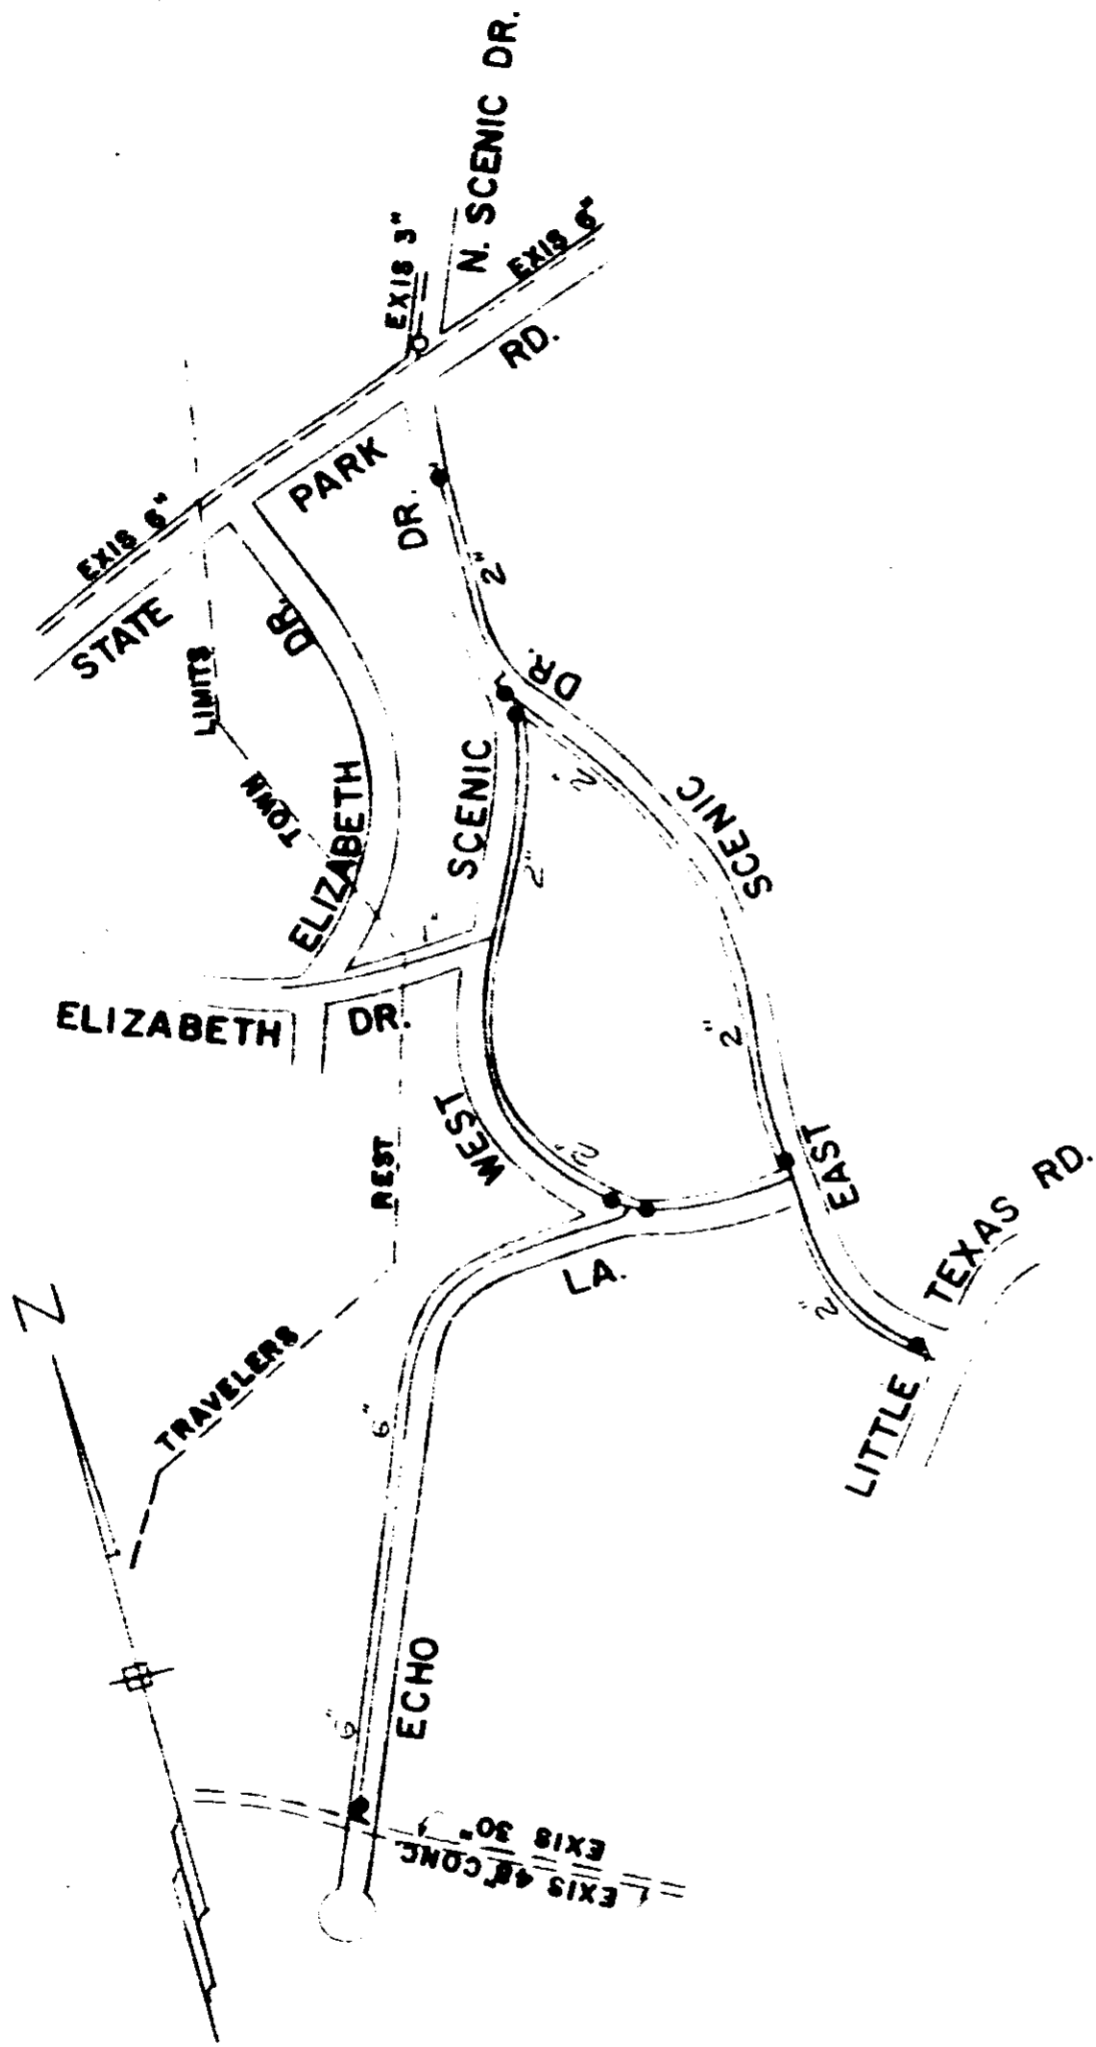 N. SCENIC DR.
EXIS 3"
EXIS 6"
STATE PARK RD.
EXIS 6"
DR.
2"
ELIZABETH DR.
TOWN LIMITS
WEST SCENIC
DR.
2"
2"
EAST SCENIC
2"
ELIZABETH DR.
TRAVELERS REST
2"
LITTLE TEXAS RD.
2"
ECHO LA.
6"
6"
N
EXIS 30"
EXIS 48" CONC.